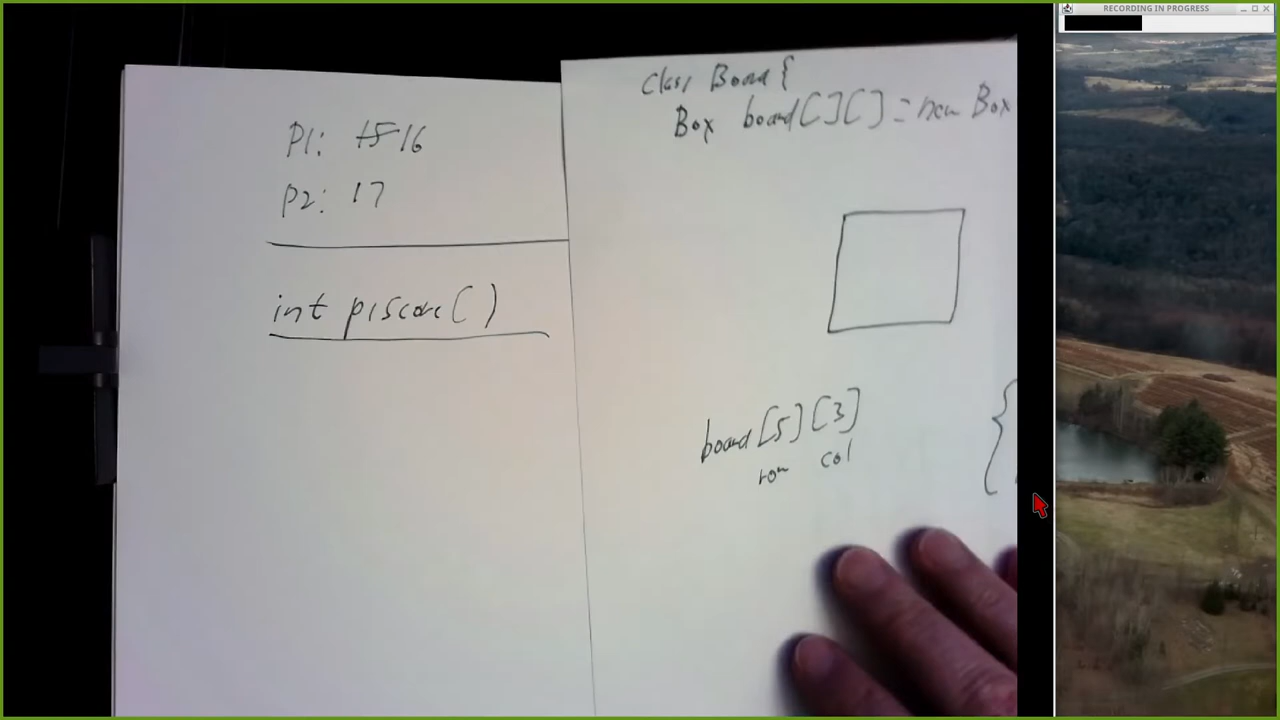 RECORDING IN PROGRESS
P1: 15 16
P2: 17
int p1score()
Class Board {
Box board[][] = new Box
board[5][3]
row col
{